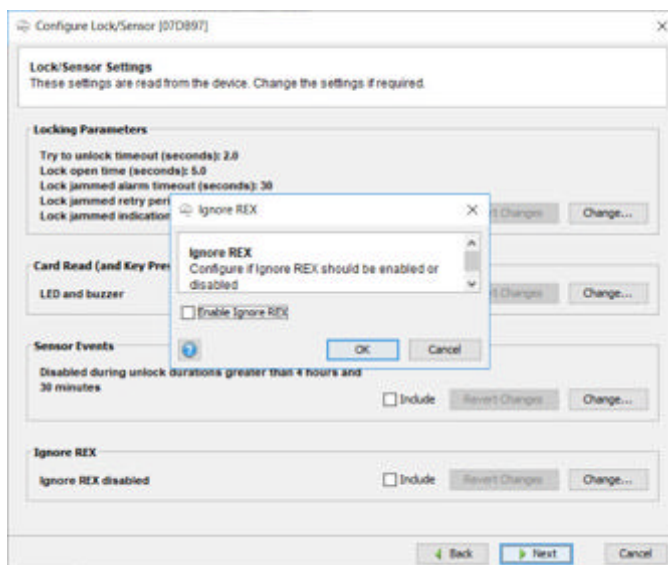 Configure Lock/Sensor [07DB97]
Lock/Sensor Settings
These settings are read from the device. Change the settings if required.
Locking Parameters
Try to unlock timeout (seconds): 2.0
Lock open time (seconds): 5.0
Lock jammed alarm timeout (seconds): 30
Lock jammed retry peri
Lock jammed indication
Changes
Change...
Ignore REX
Ignore REX
Configure if Ignore REX should be enabled or
disabled
Enable Ignore REX
OK
Cancel
Card Read (and Key Pre
LED and buzzer
Changes
Change...
Sensor Events
Disabled during unlock durations greater than 4 hours and
30 minutes
Include
Revert Changes
Change...
Ignore REX
Ignore REX disabled
Include
Revert Changes
Change...
Back
Next
Cancel